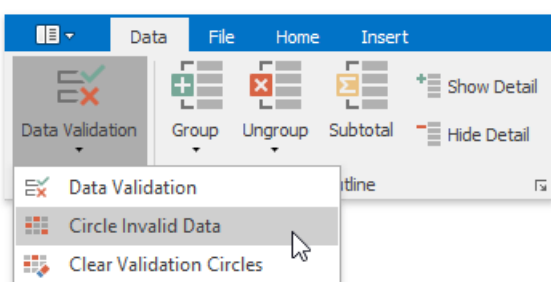 Data File Home Insert
Show Detail
Data Validation Group Ungroup Subtotal
Hide Detail
Data Validation
Circle Invalid Data
Clear Validation Circles